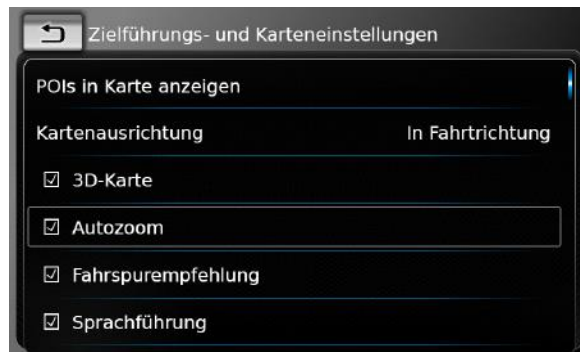 Zielführungs- und Karteneinstellungen
POIs in Karte anzeigen
Kartenausrichtung In Fahrtrichtung
3D-Karte
Autozoom
Fahrspurempfehlung
Sprachführung